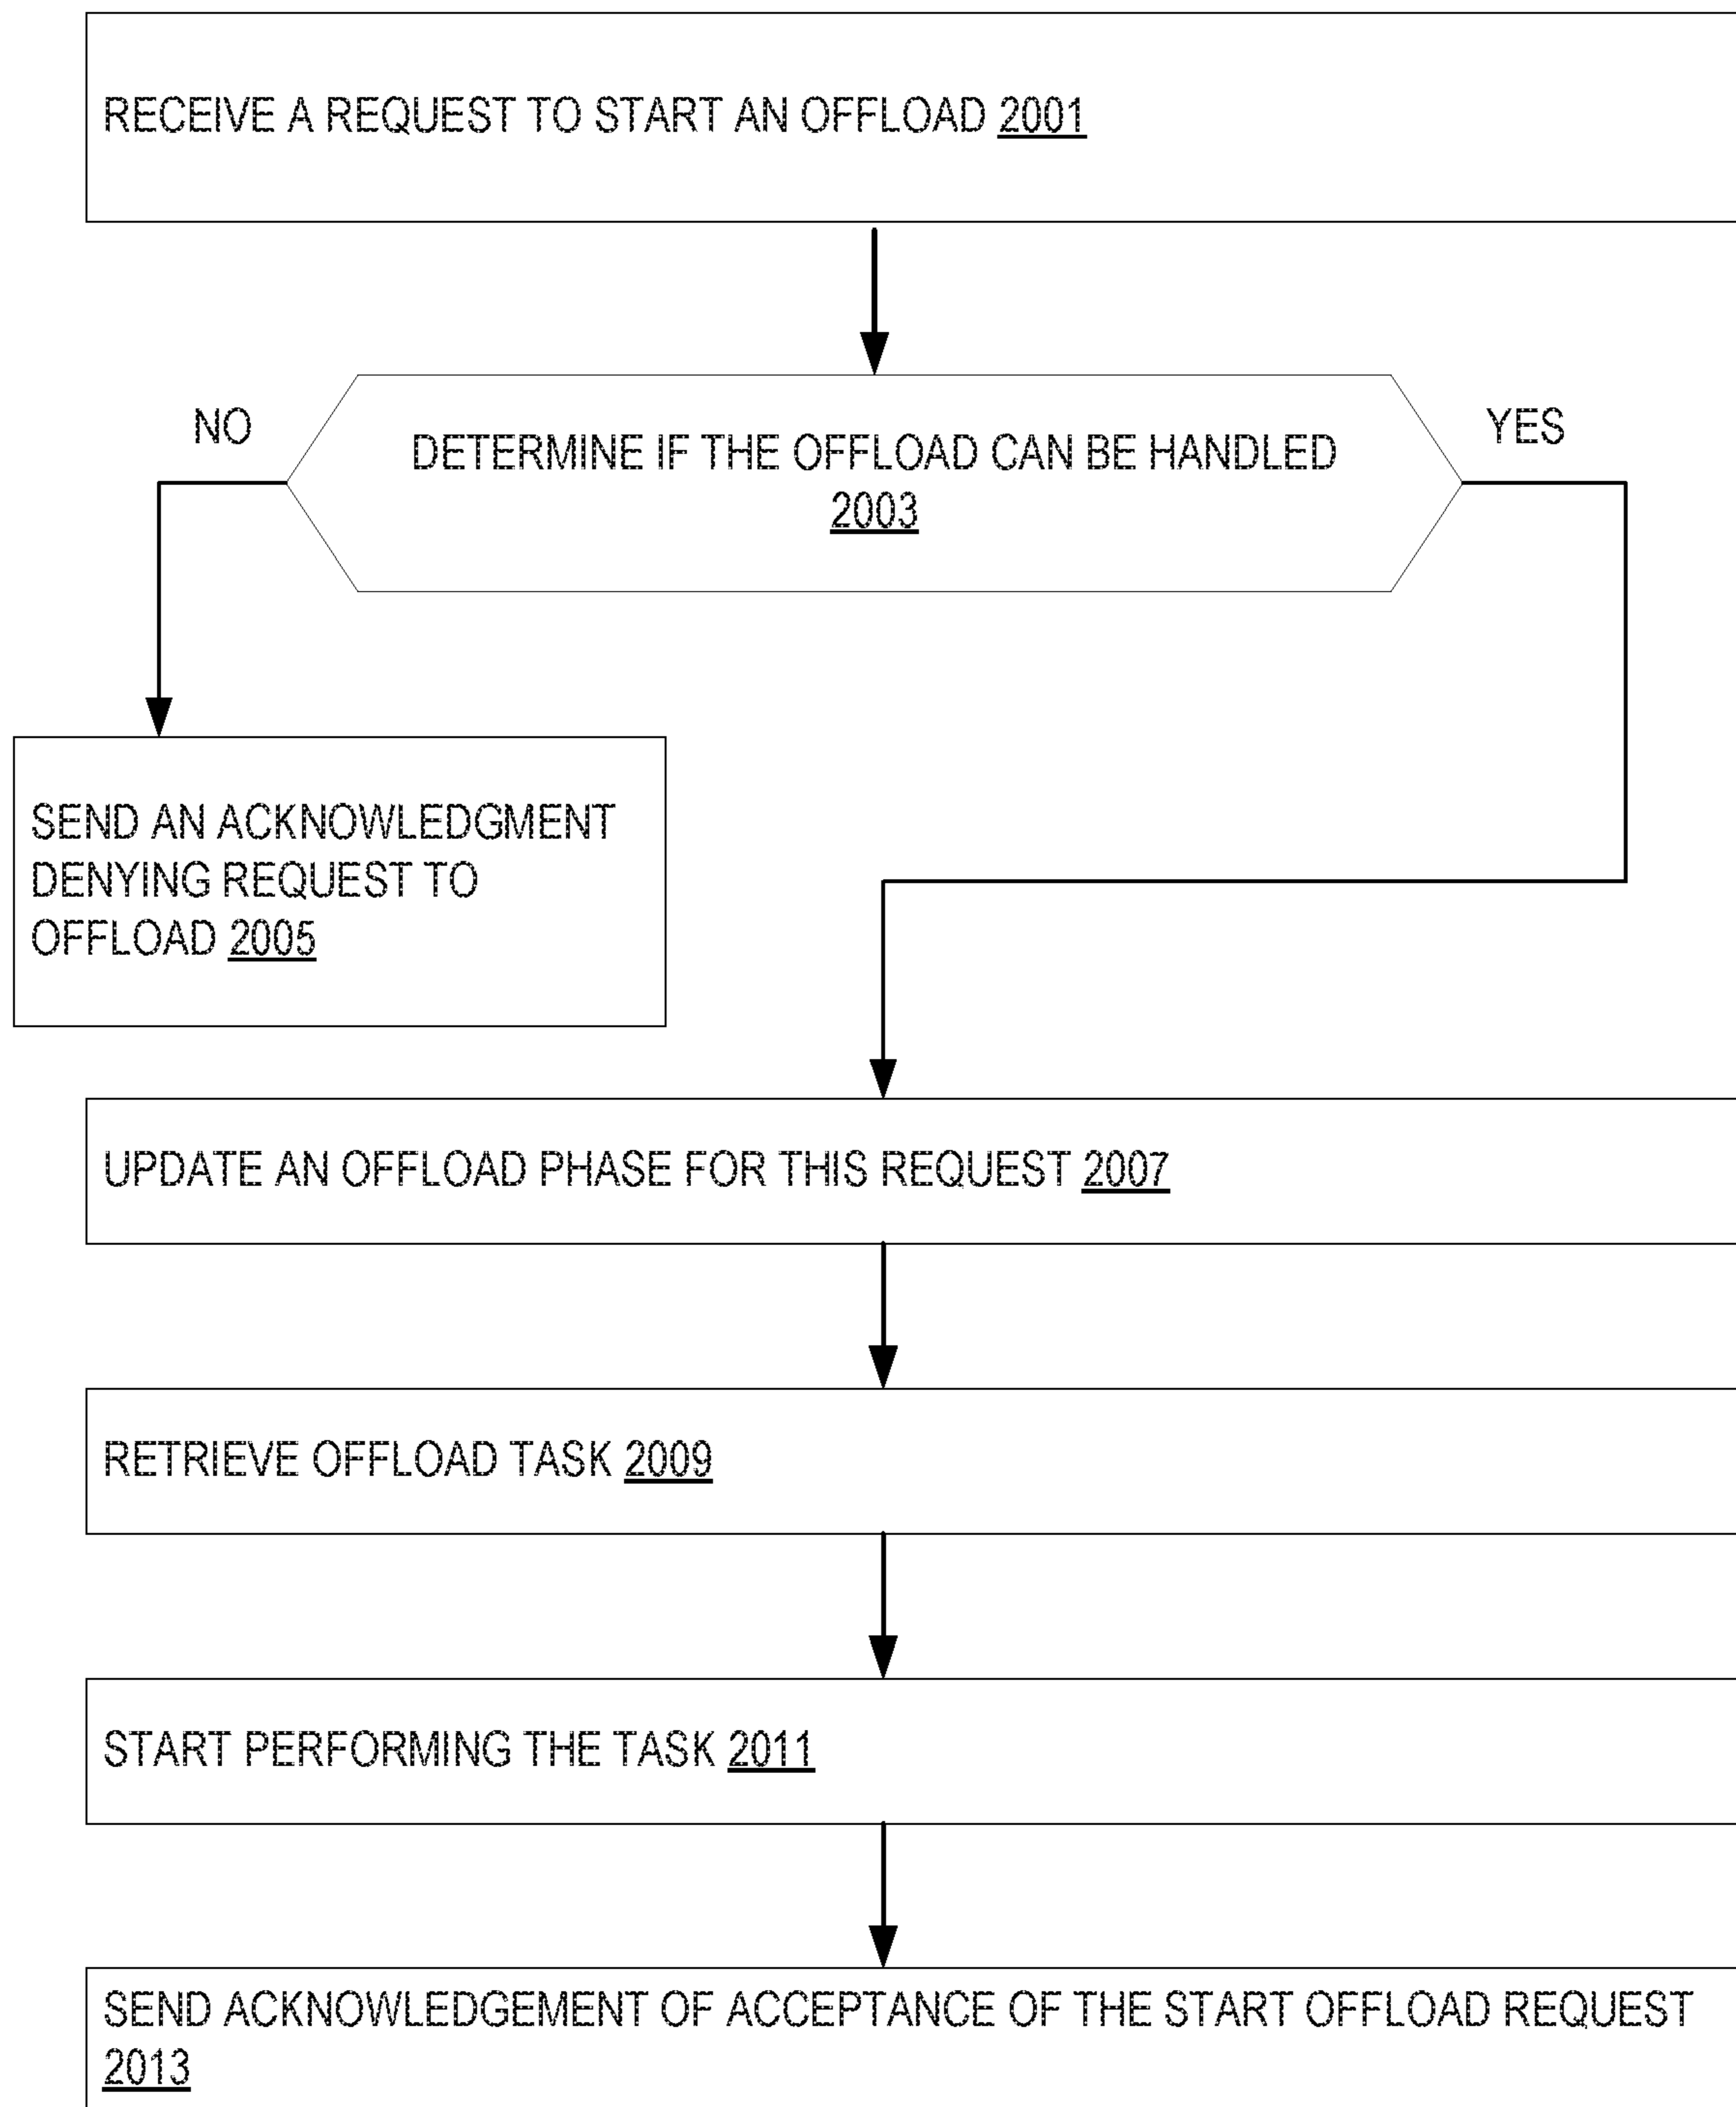 RECEIVE A REQUEST TO START AN OFFLOAD 2001
NO
YES
DETERMINE IF THE OFFLOAD CAN BE HANDLED
2003
SEND AN ACKNOWLEDGMENT
DENYING REQUEST TO
OFFLOAD 2005
UPDATE AN OFFLOAD PHASE FOR THIS REQUEST 2007
RETRIEVE OFFLOAD TASK 2009
START PERFORMING THE TASK 2011
SEND ACKNOWLEDGEMENT OF ACCEPTANCE OF THE START OFFLOAD REQUEST
2013